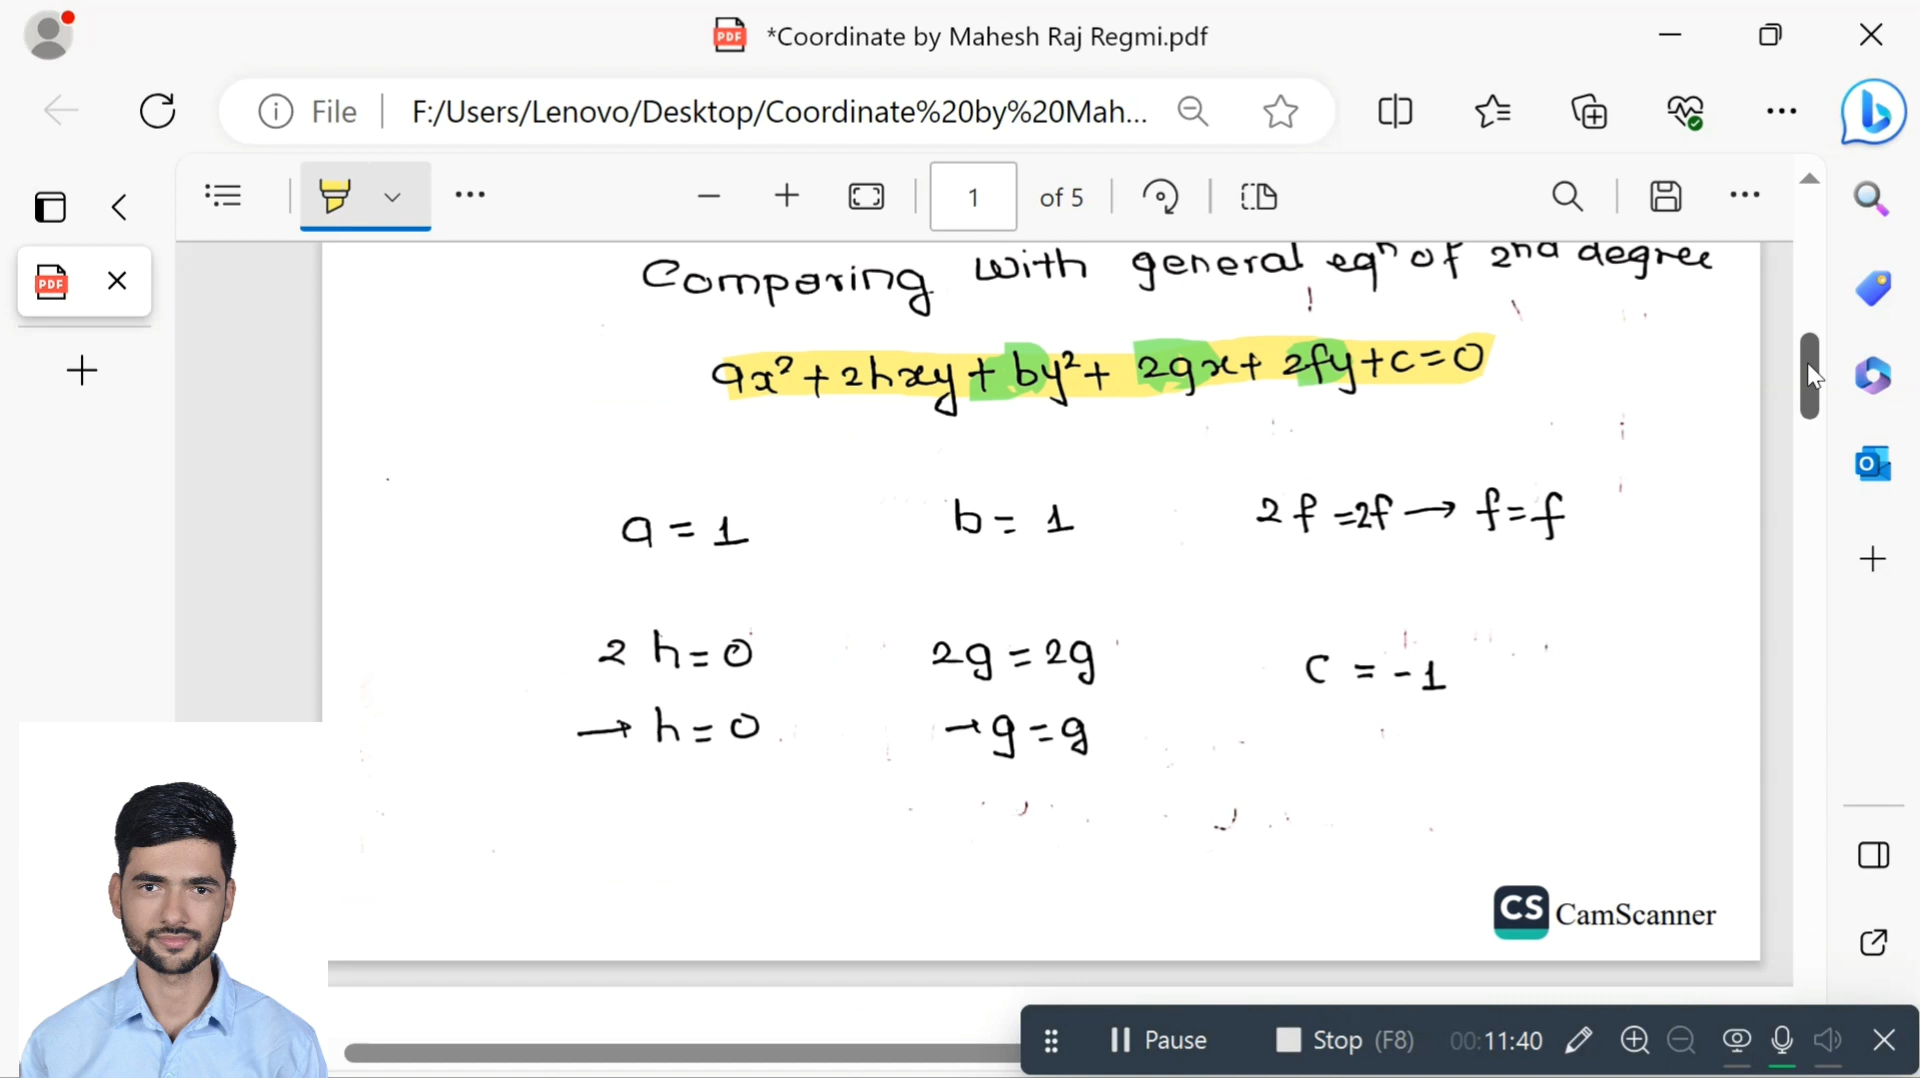 *Coordinate by Mahesh Raj Regmi.pdf
File
F:/Users/Lenovo/Desktop/Coordinate%20by%20Mah...
1 of 5
Comparing with general eqⁿ of 2nd degree
ax² + 2hxy + by² + 2gx + 2fy + c = 0
a = 1 b = 1 2f = 2f → f = f
2h = 0 2g = 2g c = -1
→ h = 0 → g = g
CS CamScanner
Pause Stop (F8) 00:11:40